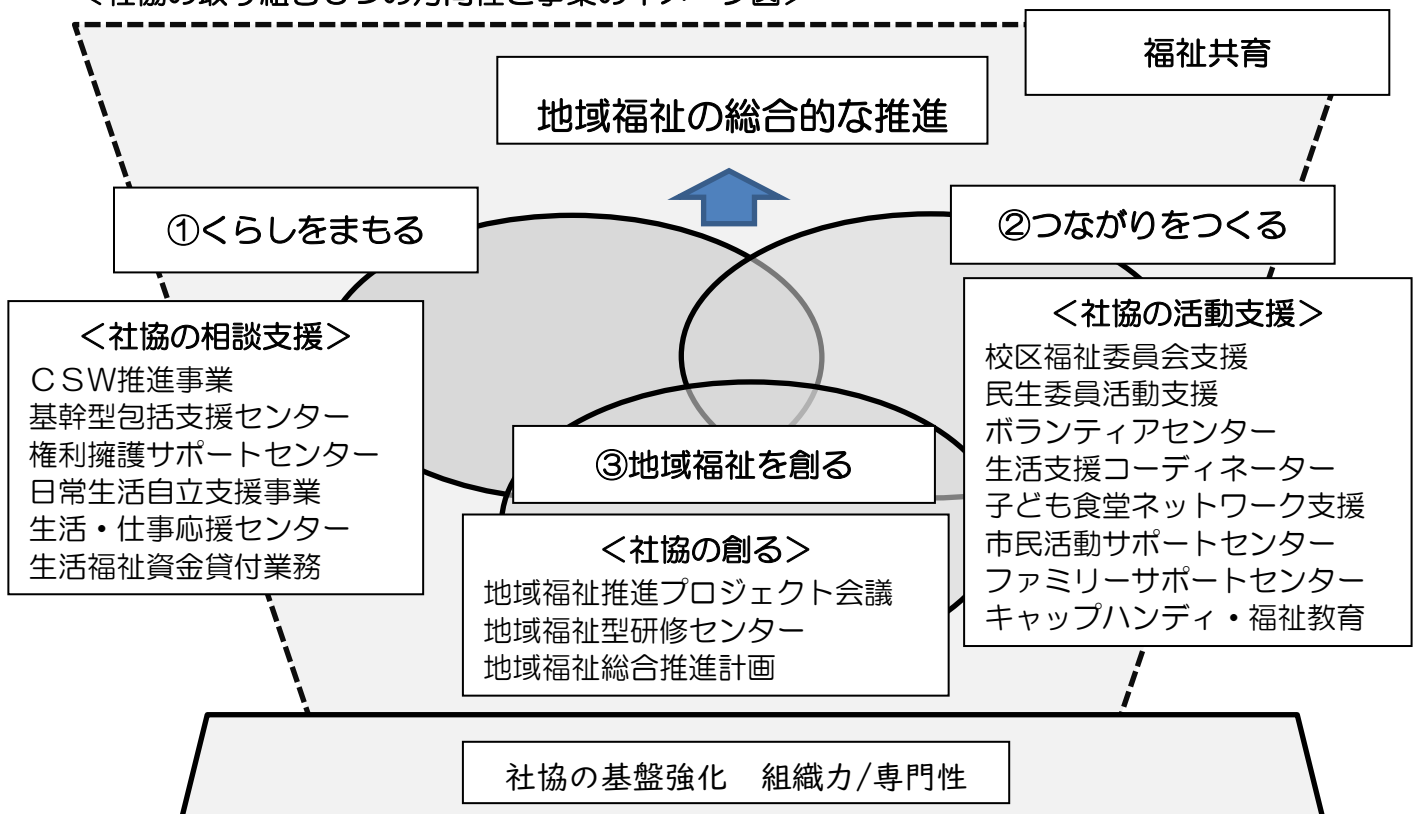 福祉共育
地域福祉の総合的な推進
①くらしをまもる
②つながりをつくる
<社協の相談支援>
CSW推進事業
基幹型包括支援センター
権利擁護サポートセンター
日常生活自立支援事業
生活・仕事応援センター
生活福祉資金貸付業務
<社協の活動支援>
校区福祉委員会支援
民生委員活動支援
ボランティアセンター
生活支援コーディネーター
子ども食堂ネットワーク支援
市民活動サポートセンター
ファミリーサポートセンター
キャップハンディ・福祉教育
③地域福祉を創る
<社協の創る>
地域福祉推進プロジェクト会議
地域福祉型研修センター
地域福祉総合推進計画
社協の基盤強化 組織力/専門性